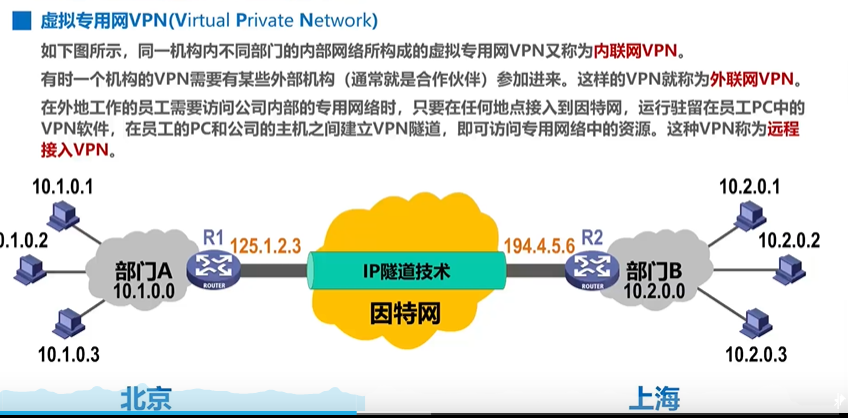 虚拟专用网VPN(Virtual Private Network)
如下图所示，同一机构内不同部门的内部网络所构成的虚拟专用网VPN又称为内联网VPN。
有时一个机构的VPN需要有某些外部机构（通常就是合作伙伴）参加进来。这样的VPN就称为外联网VPN。
在外地工作的员工需要访问公司内部的专用网络时，只要在任何地点接入到因特网，运行驻留在员工PC中的
VPN软件，在员工的PC和公司的主机之间建立VPN隧道，即可访问专用网络中的资源。这种VPN称为远程
接入VPN。
10.1.0.1
10.2.0.1
0.1.0.2
R1
125.1.2.3
194.4.5.6
R2
10.2.0.2
部门A
10.1.0.0
ROUTER
IP隧道技术
ROUTER
部门B
10.2.0.0
因特网
10.1.0.3
10.2.0.3
北京
上海